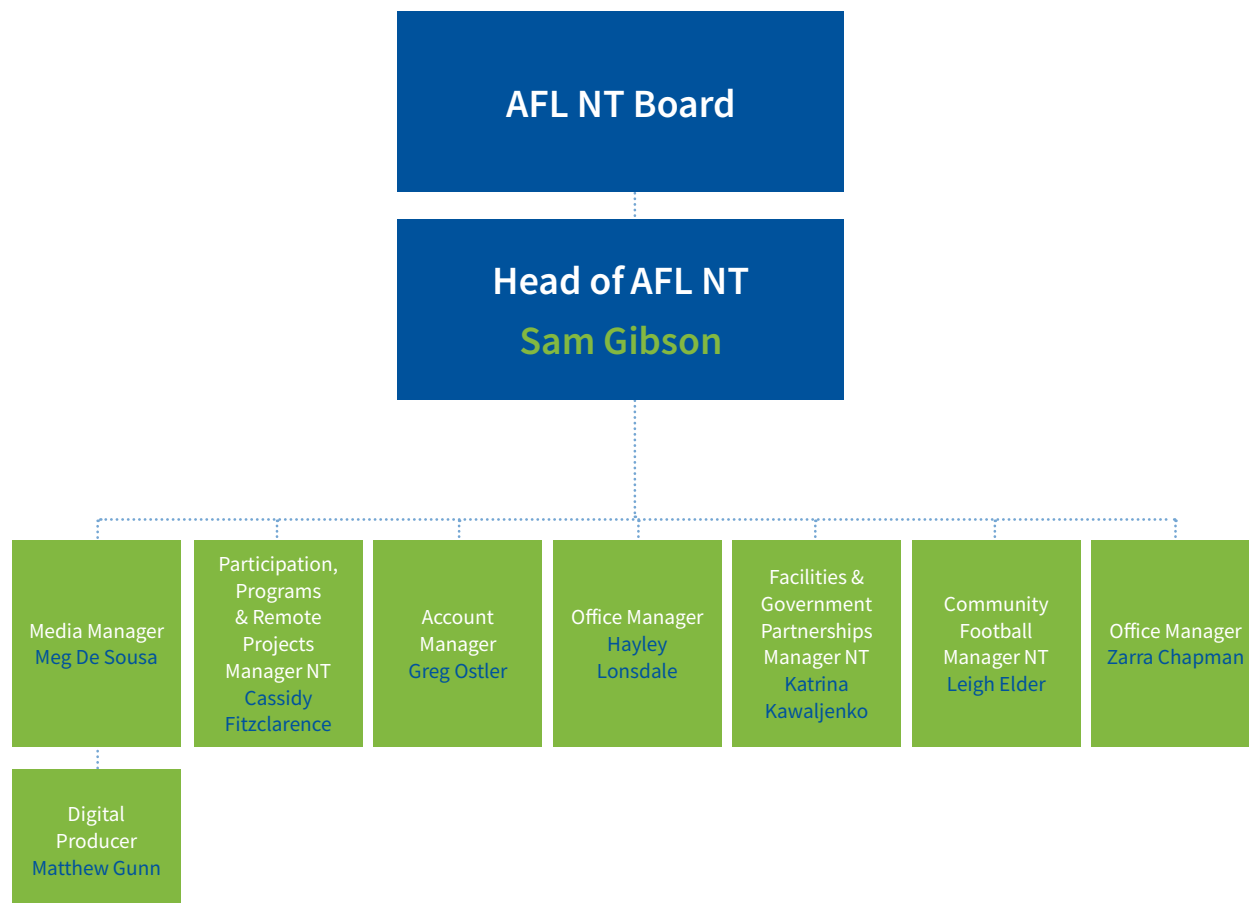 AFL NT Board
Head of AFL NT
Sam Gibson
Media Manager
Meg De Sousa
Participation,
Programs
& Remote
Projects
Manager NT
Cassidy
Fitzclarence
Account
Manager
Greg Ostler
Office Manager
Hayley
Lonsdale
Facilities &
Government
Partnerships
Manager NT
Katrina
Kawaljenko
Community
Football
Manager NT
Leigh Elder
Office Manager
Zarra Chapman
Digital
Producer
Matthew Gunn